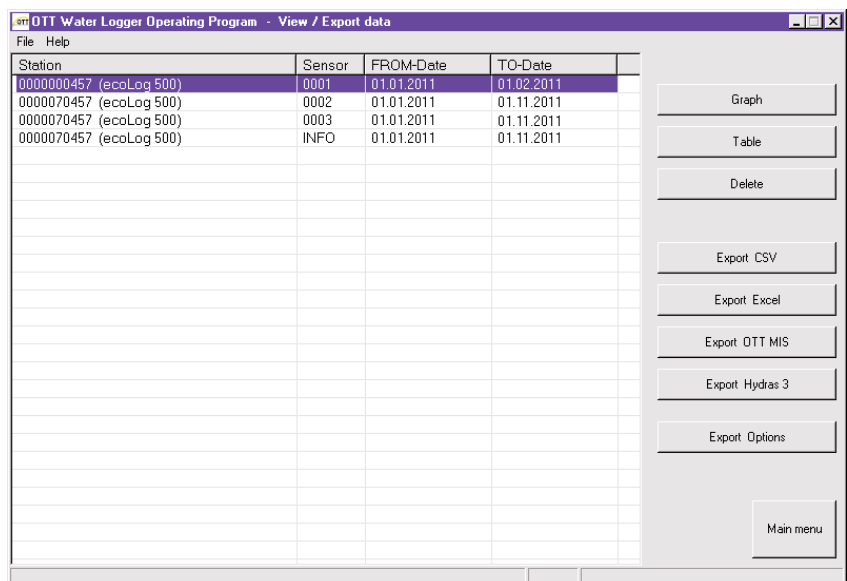 OTT OTT Water Logger Operating Program - View / Export data
File Help
Station Sensor FROM-Date TO-Date
0000000457 (ecoLog 500) 0001 01.01.2011 01.02.2011
0000070457 (ecoLog 500) 0002 01.01.2011 01.11.2011
0000070457 (ecoLog 500) 0003 01.01.2011 01.11.2011
0000070457 (ecoLog 500) INFO 01.01.2011 01.11.2011
Graph
Table
Delete
Export CSV
Export Excel
Export OTT MIS
Export Hydras 3
Export Options
Main menu